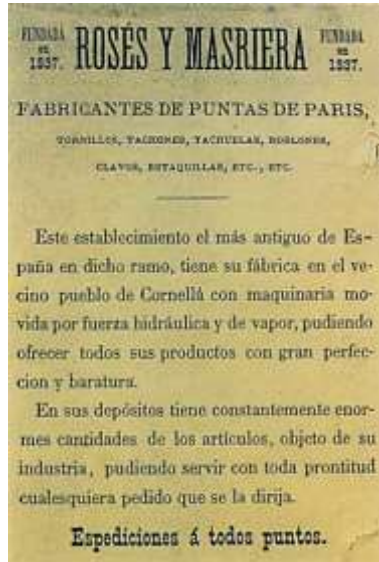 FUNDADA en 1837.
ROSÉS Y MASRIERA
FUNDADA en 1837.
FABRICANTES DE PUNTAS DE PARIS,
TORNILLOS, TACHONES, TACHUELAS, ROBLONES,
CLAVOS, ESTAQUILLAS, ETC., ETC.
Este establecimiento el más antiguo de Es-
paña en dicho ramo, tiene su fábrica en el ve-
cino pueblo de Cornellá con maquinaria mo-
vida por fuerza hidráulica y de vapor, pudiendo
ofrecer todos sus productos con gran perfec-
cion y baratura.
En sus depósitos tiene constantemente enor-
mes cantidades de los artículos, objeto de su
industria, pudiendo servir con toda prontitud
cualesquiera pedido que se la dirija.
Espediciones á todos puntos.